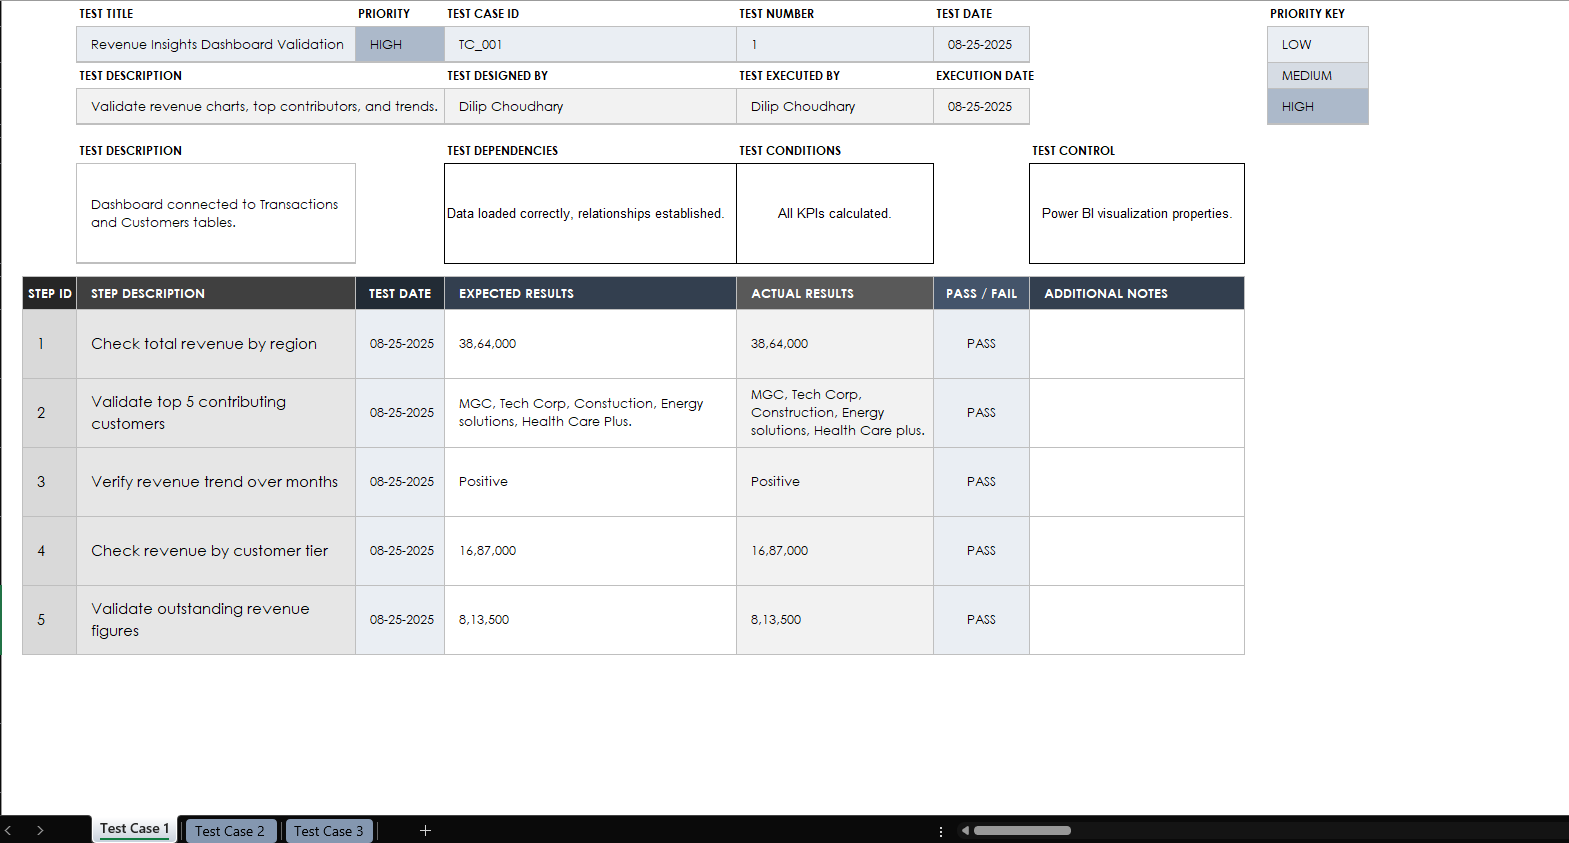 TEST TITLE PRIORITY TEST CASE ID TEST NUMBER TEST DATE PRIORITY KEY
Revenue Insights Dashboard Validation HIGH TC_001 1 08-25-2025 LOW
TEST DESCRIPTION TEST DESIGNED BY TEST EXECUTED BY EXECUTION DATE MEDIUM
Validate revenue charts, top contributors, and trends. Dilip Choudhary Dilip Choudhary 08-25-2025 HIGH
TEST DESCRIPTION TEST DEPENDENCIES TEST CONDITIONS TEST CONTROL
Dashboard connected to Transactions
and Customers tables.
Data loaded correctly, relationships established. All KPIs calculated. Power BI visualization properties.
STEP ID STEP DESCRIPTION TEST DATE EXPECTED RESULTS ACTUAL RESULTS PASS / FAIL ADDITIONAL NOTES
1 Check total revenue by region 08-25-2025 38,64,000 38,64,000 PASS
2
Validate top 5 contributing
customers
08-25-2025
MGC, Tech Corp, Constuction, Energy
solutions, Health Care Plus.
MGC, Tech Corp,
Construction, Energy
solutions, Health Care plus.
PASS
3 Verify revenue trend over months 08-25-2025 Positive Positive PASS
4 Check revenue by customer tier 08-25-2025 16,87,000 16,87,000 PASS
5
Validate outstanding revenue
figures
08-25-2025 8,13,500 8,13,500 PASS
Test Case 1 Test Case 2 Test Case 3